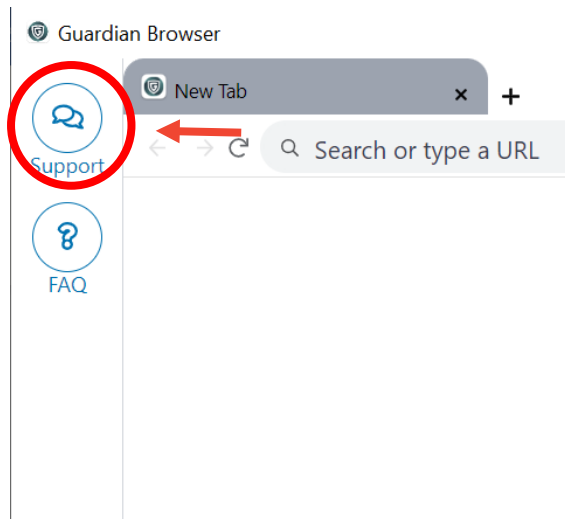 Guardian Browser
New Tab
Search or type a URL
Support
FAQ